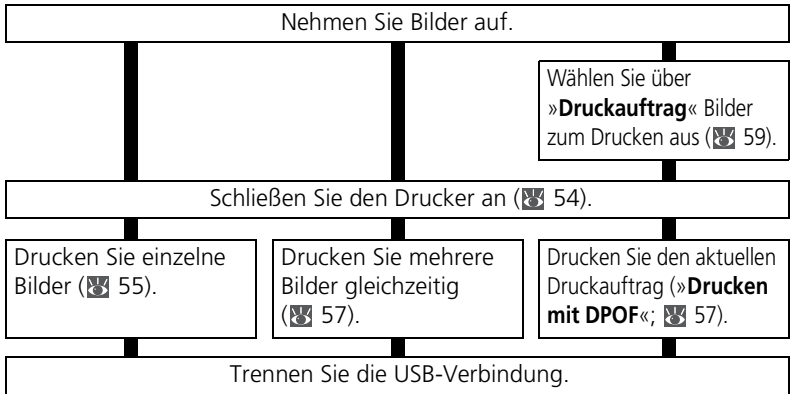 Nehmen Sie Bilder auf.
Wählen Sie über
»Druckauftrag« Bilder
zum Drucken aus ( 59).
Schließen Sie den Drucker an ( 54).
Drucken Sie einzelne
Bilder ( 55).
Drucken Sie mehrere
Bilder gleichzeitig
( 57).
Drucken Sie den aktuellen
Druckauftrag (»Drucken
mit DPOF«; 57).
Trennen Sie die USB-Verbindung.